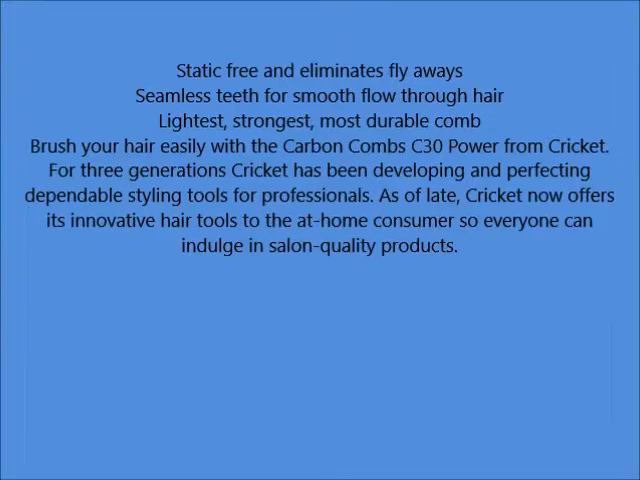 Static free and eliminates fly aways
Seamless teeth for smooth flow through hair
Lightest, strongest, most durable comb
Brush your hair easily with the Carbon Combs C30 Power from Cricket.
For three generations Cricket has been developing and perfecting
dependable styling tools for professionals. As of late, Cricket now offers
its innovative hair tools to the at-home consumer so everyone can
indulge in salon-quality products.